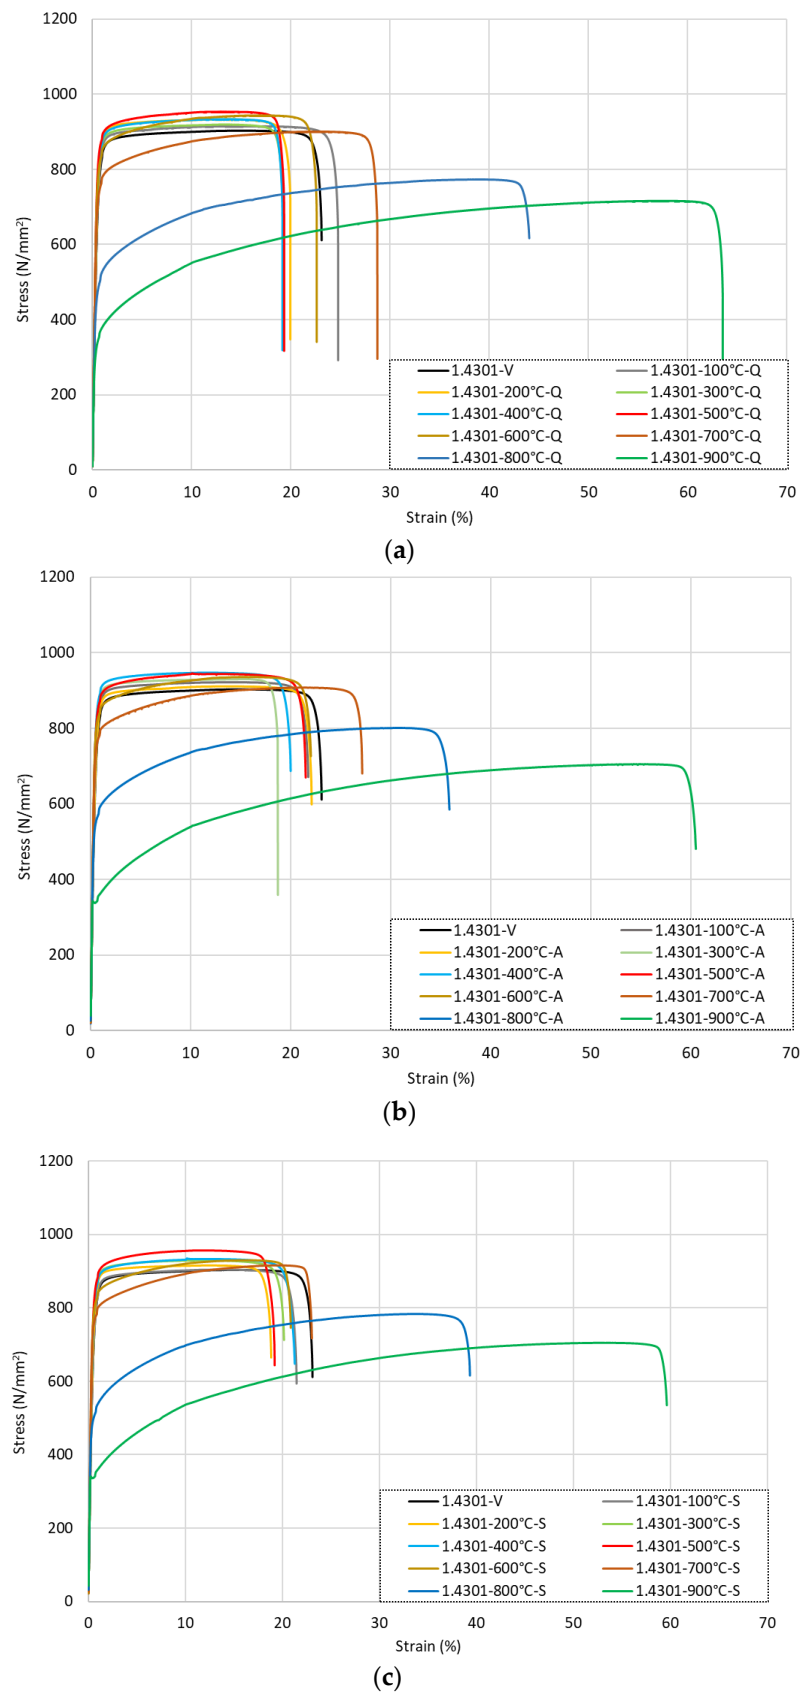 1200
1000
800
600
400
200
0
Stress (N/mm²)
1.4301-V 1.4301-100°C-Q
1.4301-200°C-Q 1.4301-300°C-Q
1.4301-400°C-Q 1.4301-500°C-Q
1.4301-600°C-Q 1.4301-700°C-Q
1.4301-800°C-Q 1.4301-900°C-Q
0 10 20 30 40 50 60 70
Strain (%)
(a)
1200
1000
800
600
400
200
0
Stress (N/mm²)
1.4301-V 1.4301-100°C-A
1.4301-200°C-A 1.4301-300°C-A
1.4301-400°C-A 1.4301-500°C-A
1.4301-600°C-A 1.4301-700°C-A
1.4301-800°C-A 1.4301-900°C-A
0 10 20 30 40 50 60 70
Strain (%)
(b)
1200
1000
800
600
400
200
0
Stress (N/mm²)
1.4301-V 1.4301-100°C-S
1.4301-200°C-S 1.4301-300°C-S
1.4301-400°C-S 1.4301-500°C-S
1.4301-600°C-S 1.4301-700°C-S
1.4301-800°C-S 1.4301-900°C-S
0 10 20 30 40 50 60 70
Strain (%)
(c)